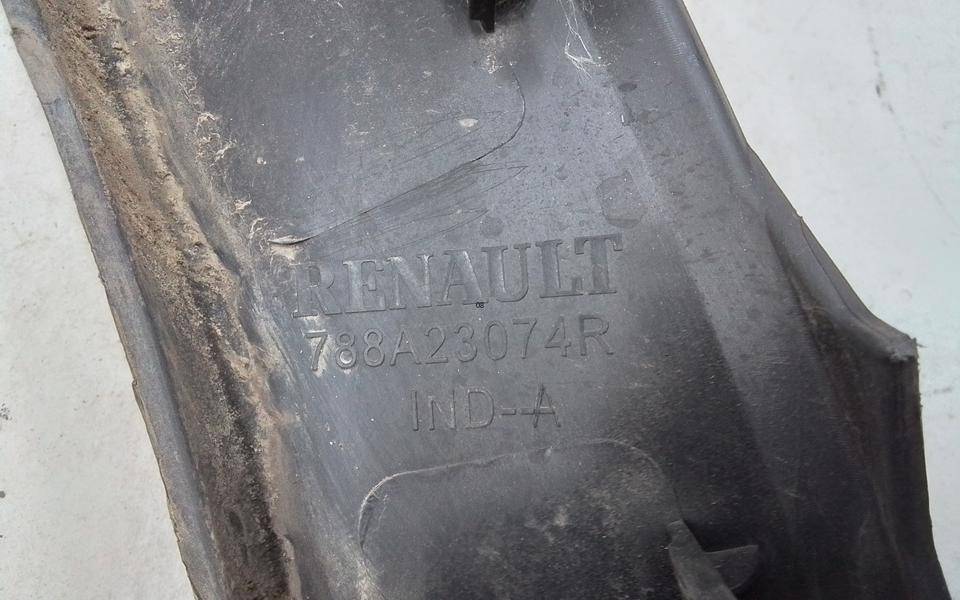 RENAULT
788A23074R
IND-A